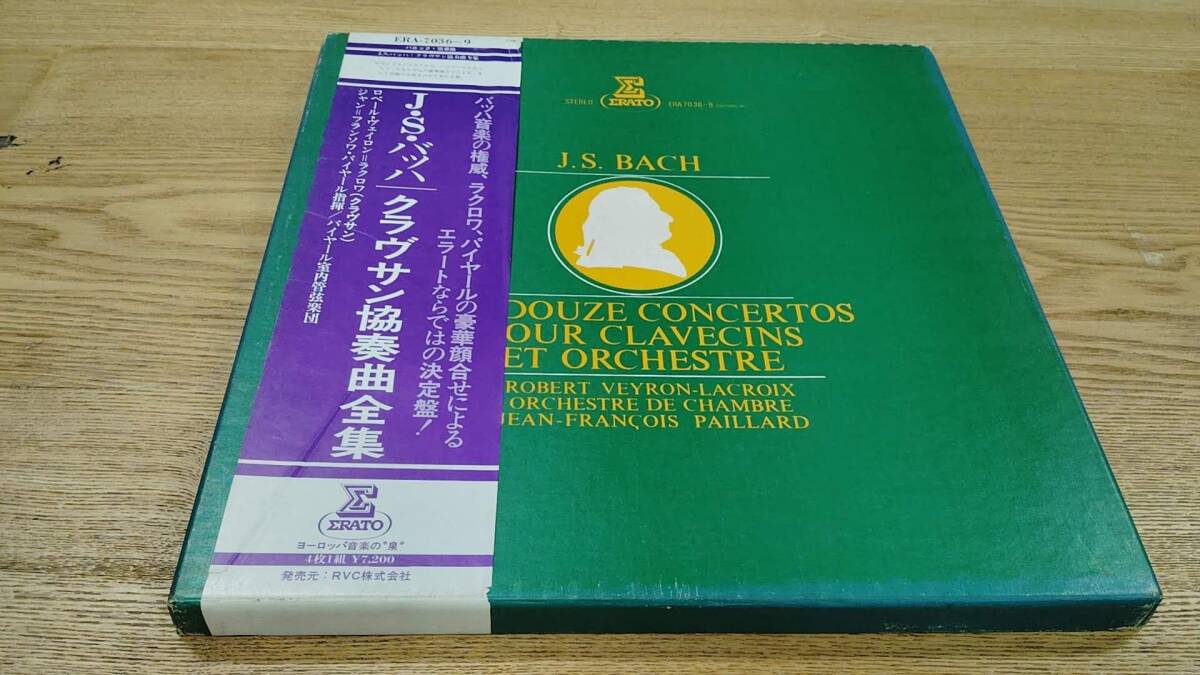 ERA-7036-9
J・S・バッハ
クラヴサン協奏曲全集
ロベール・ヴェイロン=ラクロワ(クラヴサン)
ジャン=フランソワ・パイヤール指揮/パイヤール室内管弦楽団
バッハ音楽の権威、ラクロワ、パイヤールの豪華顔合せによる
エラートならではの決定盤!
Σ
ERATO
ヨーロッパ音楽の"泉"
4枚1組 ¥7,200
発売元:RVC株式会社
STEREO
Σ
ERATO
ERA7036-9
J.S. BACH
DOUZE CONCERTOS
OUR CLAVECINS
ET ORCHESTRE
ROBERT VEYRON-LACROIX
ORCHESTRE DE CHAMBRE
JEAN-FRANÇOIS PAILLARD